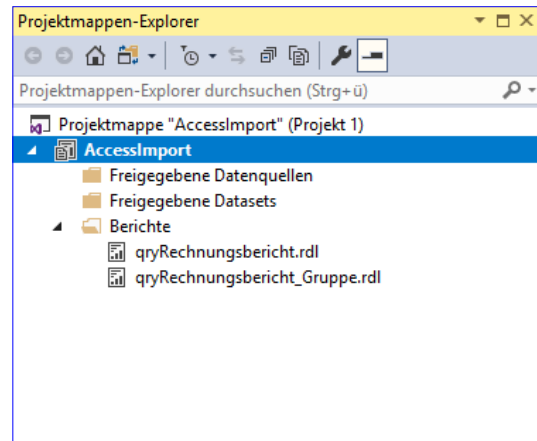 Projektmappen-Explorer
Projektmappen-Explorer durchsuchen (Strg+ü)
Projektmappe "AccessImport" (Projekt 1)
AccessImport
Freigegebene Datenquellen
Freigegebene Datasets
Berichte
qryRechnungsbericht.rdl
qryRechnungsbericht_Gruppe.rdl